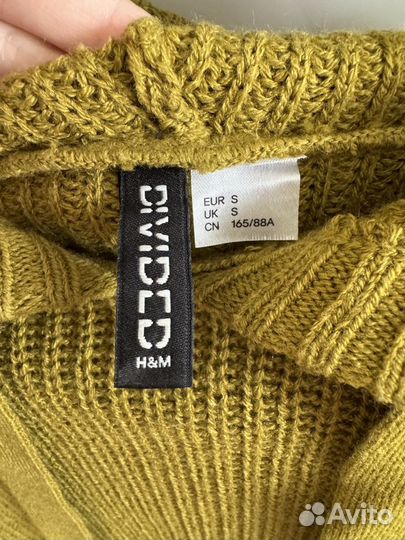 DIVIDED
H&M
EUR S
UK S
CN 165/88A
Avito